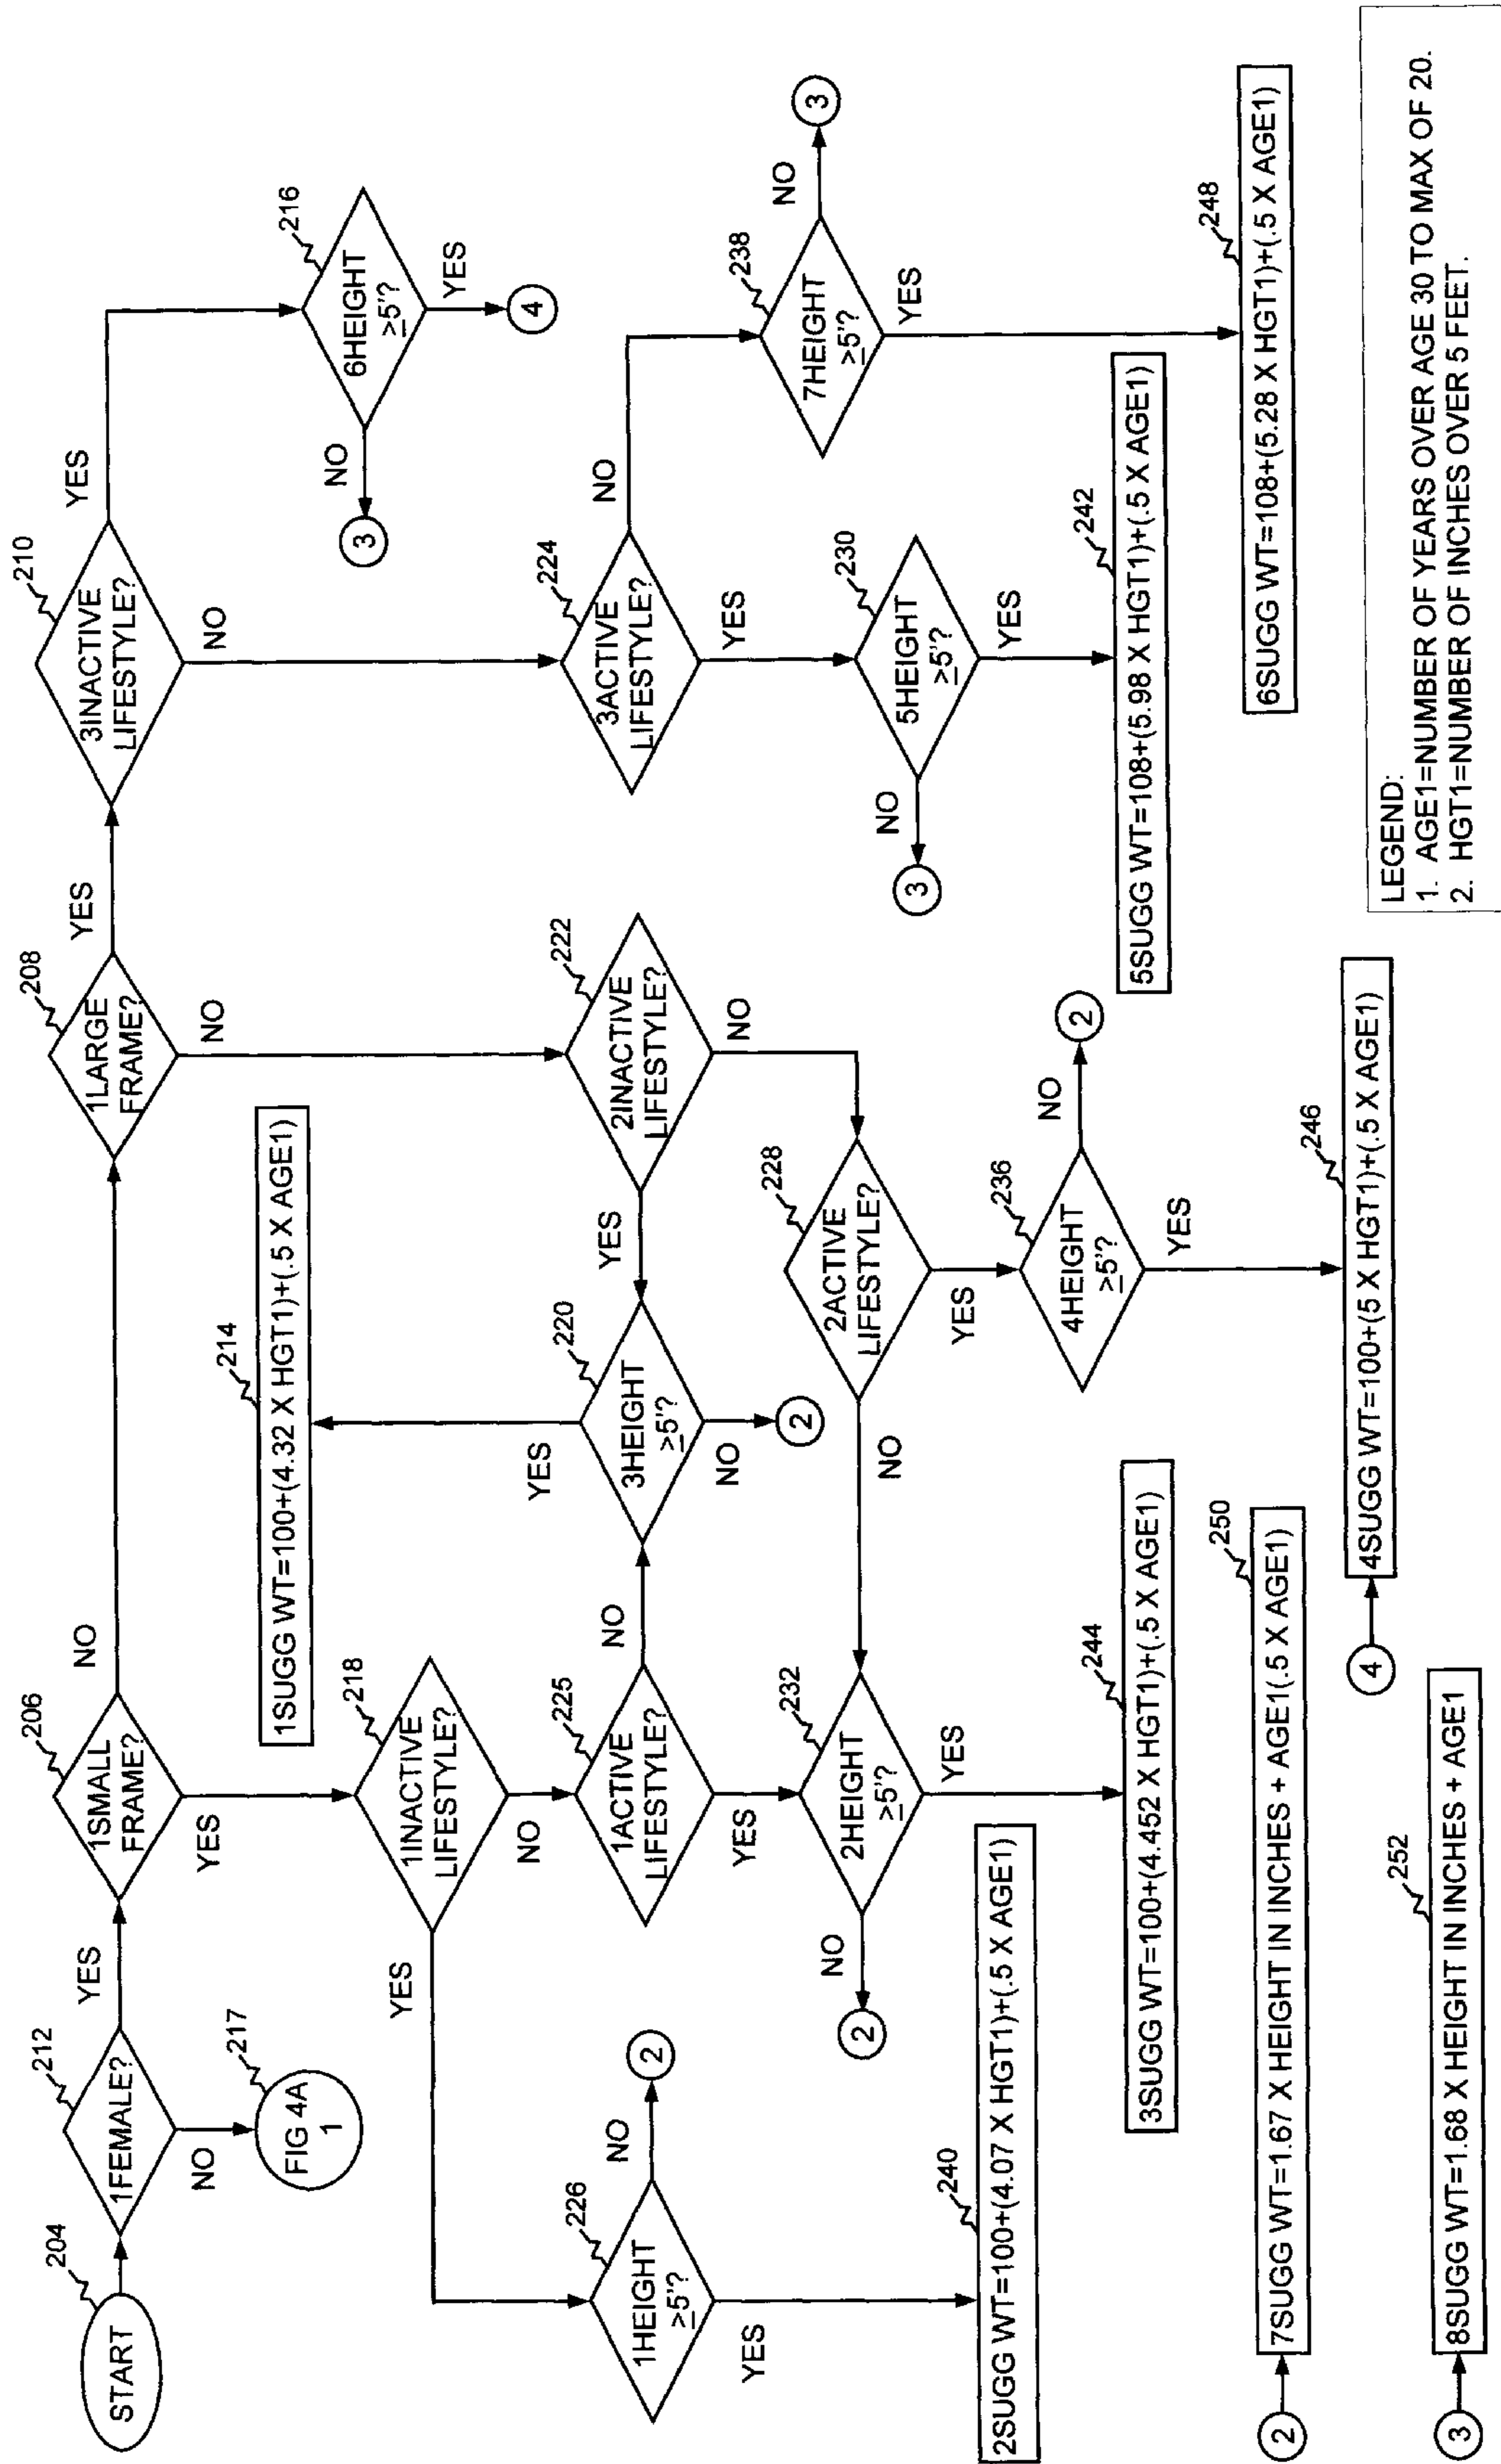 START
204
1FEMALE?
212
YES
NO
FIG 4A
1
217
1SMALL
FRAME?
206
NO
YES
1LARGE
FRAME?
208
YES
NO
3INACTIVE
LIFESTYLE?
210
YES
NO
6HEIGHT
≥5'?
216
NO
3
YES
4
214
1SUGG WT=100+(4.32 X HGT1)+(.5 X AGE1)
1INACTIVE
LIFESTYLE?
218
YES
NO
1HEIGHT
≥5'?
226
NO
2
YES
1ACTIVE
LIFESTYLE?
225
NO
YES
3HEIGHT
≥5'?
220
YES
NO
2
2INACTIVE
LIFESTYLE?
222
YES
NO
3ACTIVE
LIFESTYLE?
224
NO
YES
2HEIGHT
≥5'?
232
NO
2
YES
2ACTIVE
LIFESTYLE?
228
NO
YES
4HEIGHT
≥5'?
236
NO
2
YES
5HEIGHT
≥5'?
230
NO
3
YES
7HEIGHT
≥5'?
238
NO
3
YES
240
2SUGG WT=100+(4.07 X HGT1)+(.5 X AGE1)
244
3SUGG WT=100+(4.452 X HGT1)+(.5 X AGE1)
242
5SUGG WT=108+(5.98 X HGT1)+(.5 X AGE1)
248
6SUGG WT=108+(5.28 X HGT1)+(.5 X AGE1)
2
250
7SUGG WT=1.67 X HEIGHT IN INCHES + AGE1(.5 X AGE1)
4
246
4SUGG WT=100+(5 X HGT1)+(.5 X AGE1)
3
252
8SUGG WT=1.68 X HEIGHT IN INCHES + AGE1
LEGEND:
1. AGE1=NUMBER OF YEARS OVER AGE 30 TO MAX OF 20.
2. HGT1=NUMBER OF INCHES OVER 5 FEET.